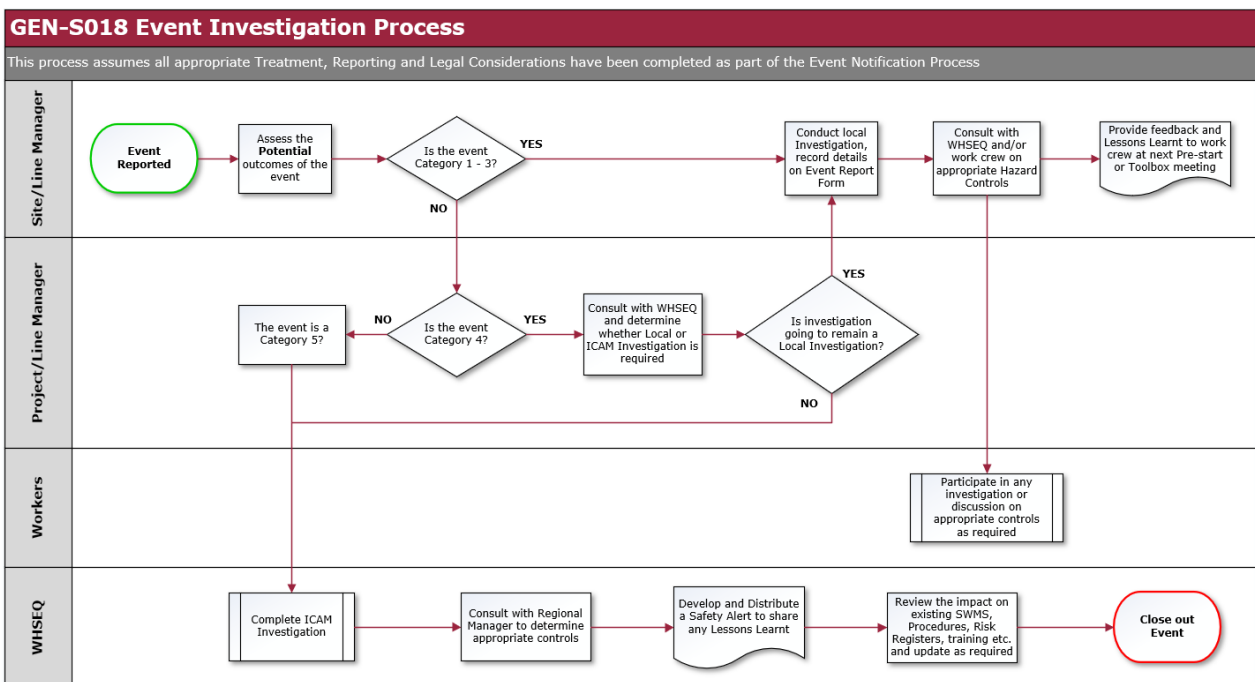 GEN-S018 Event Investigation Process
This process assumes all appropriate Treatment, Reporting and Legal Considerations have been completed as part of the Event Notification Process
Site/Line Manager
Event
Reported
Assess the
Potential
outcomes of the
event
Is the event
Category 1 - 3?
YES
NO
Conduct local
Investigation,
record details
on Event Report
Form
Consult with
WHSEQ and/or
work crew on
appropriate Hazard
Controls
Provide feedback and
Lessons Learnt to work
crew at next Pre-start
or Toolbox meeting
Project/Line Manager
The event is a
Category 5?
NO
Is the event
Category 4?
YES
Consult with WHSEQ
and determine
whether Local or
ICAM Investigation is
required
YES
Is investigation
going to remain a
Local Investigation?
NO
Workers
Participate in any
investigation or
discussion on
appropriate controls
as required
WHSEQ
Complete ICAM
Investigation
Consult with Regional
Manager to determine
appropriate controls
Develop and Distribute
a Safety Alert to share
any Lessons Learnt
Review the impact on
existing SWMS,
Procedures, Risk
Registers, training etc.
and update as required
Close out
Event